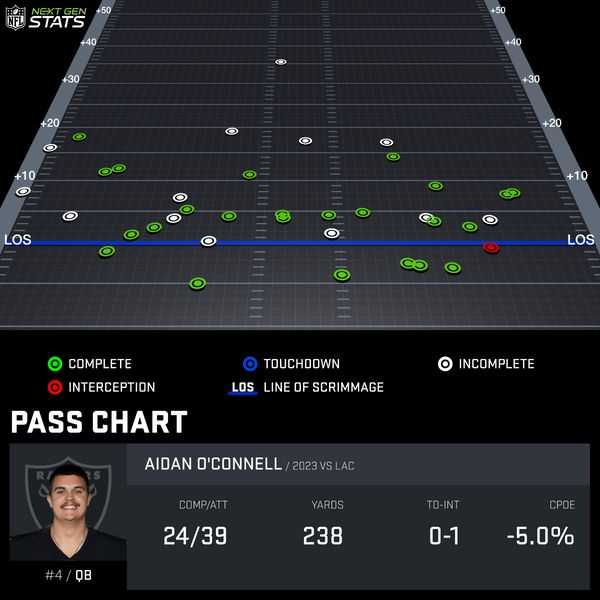 NFL NEXT GEN STATS
+50 +50
+40 +40
+30 +30
+20 +20
+10 +10
LOS LOS
COMPLETE TOUCHDOWN INCOMPLETE
INTERCEPTION LOS LINE OF SCRIMMAGE
PASS CHART
AIDAN O'CONNELL / 2023 VS LAC
COMP/ATT YARDS TD-INT CPOE
24/39 238 0-1 -5.0%
#4 / QB
RAIDERS